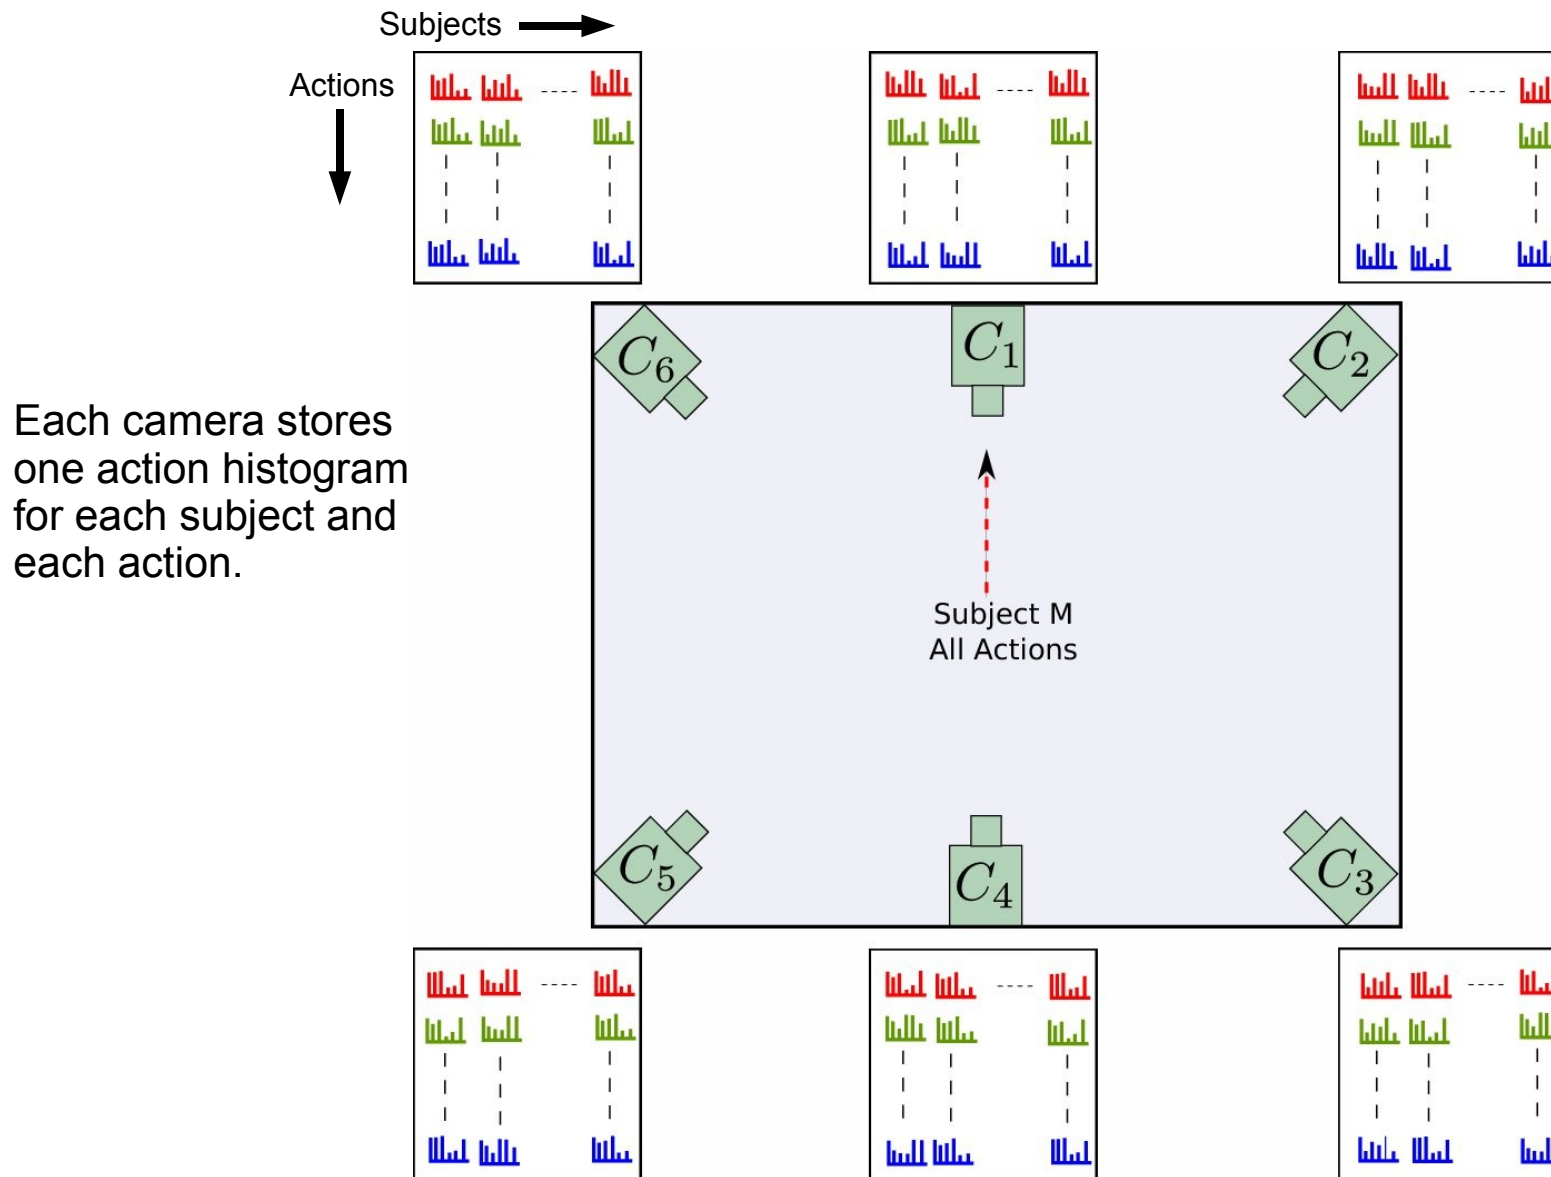 Subjects
Actions
C6
C1
C2
Each camera stores
one action histogram
for each subject and
each action.
Subject M
All Actions
C5
C4
C3